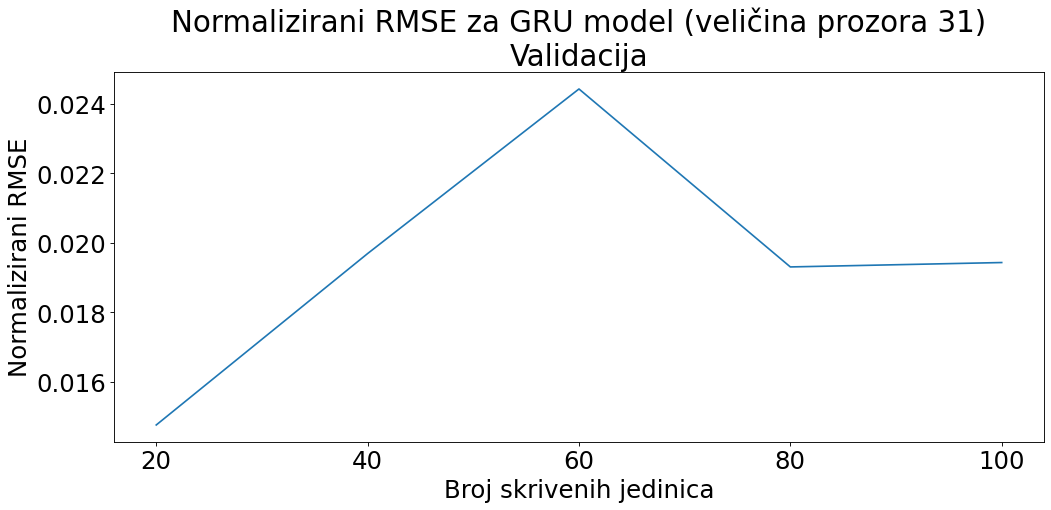 Normalizirani RMSE za GRU model (veličina prozora 31)
Validacija
Normalizirani RMSE
0.024
0.022
0.020
0.018
0.016
20 40 60 80 100
Broj skrivenih jedinica